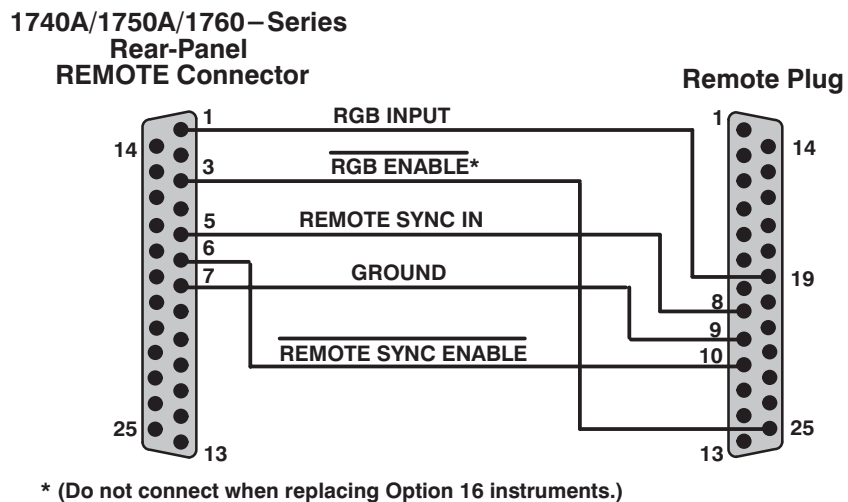 1740A/1750A/1760–Series
Rear-Panel
REMOTE Connector
Remote Plug
1
RGB INPUT
1
14
14
3
RGB ENABLE*
5
REMOTE SYNC IN
6
7
GROUND
19
8
9
REMOTE SYNC ENABLE
10
25
25
13
13
* (Do not connect when replacing Option 16 instruments.)